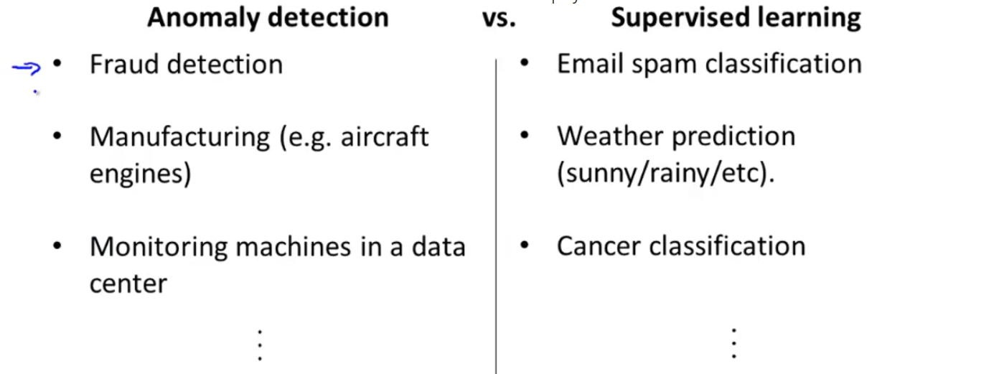 Anomaly detection vs. Supervised learning
• Fraud detection
• Manufacturing (e.g. aircraft
engines)
• Monitoring machines in a data
center
⋮
• Email spam classification
• Weather prediction
(sunny/rainy/etc).
• Cancer classification
⋮